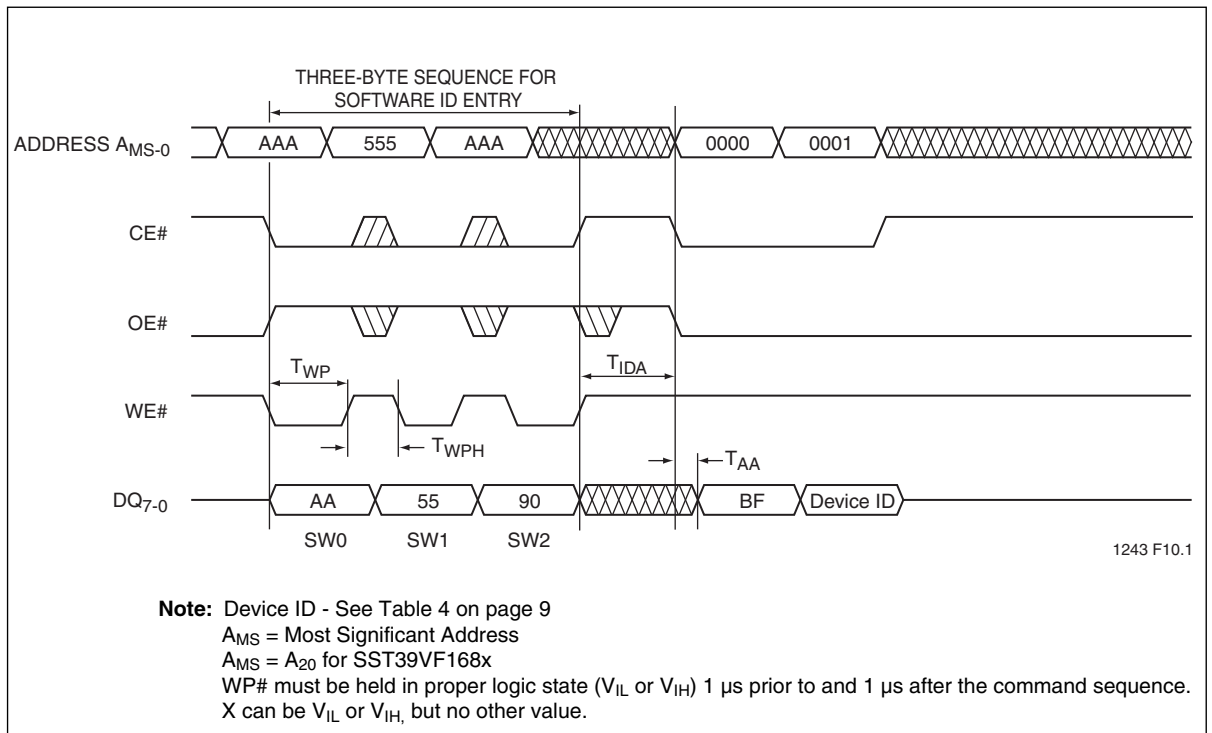 THREE-BYTE SEQUENCE FOR
SOFTWARE ID ENTRY
ADDRESS AMS-0
AAA 555 AAA 0000 0001
CE#
OE#
TWP TIDA
WE#
TWPH
TAA
DQ7-0
AA 55 90 BF Device ID
SW0 SW1 SW2
1243 F10.1
Note: Device ID - See Table 4 on page 9
AMS = Most Significant Address
AMS = A20 for SST39VF168x
WP# must be held in proper logic state (VIL or VIH) 1 µs prior to and 1 µs after the command sequence.
X can be VIL or VIH, but no other value.